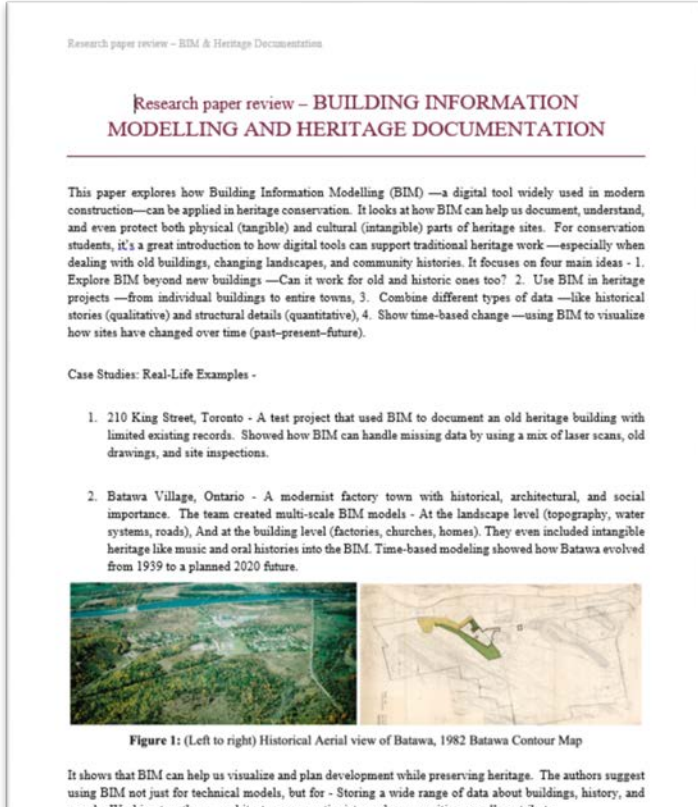 Research paper review – BIM & Heritage Documentation
Research paper review – BUILDING INFORMATION
MODELLING AND HERITAGE DOCUMENTATION
This paper explores how Building Information Modelling (BIM) —a digital tool widely used in modern
construction—can be applied in heritage conservation. It looks at how BIM can help us document, understand,
and even protect both physical (tangible) and cultural (intangible) parts of heritage sites. For conservation
students, it's a great introduction to how digital tools can support traditional heritage work —especially when
dealing with old buildings, changing landscapes, and community histories. It focuses on four main ideas - 1.
Explore BIM beyond new buildings —Can it work for old and historic ones too? 2. Use BIM in heritage
projects —from individual buildings to entire towns, 3. Combine different types of data —like historical
stories (qualitative) and structural details (quantitative), 4. Show time-based change —using BIM to visualize
how sites have changed over time (past–present–future).
Case Studies: Real-Life Examples -
1. 210 King Street, Toronto - A test project that used BIM to document an old heritage building with
limited existing records. Showed how BIM can handle missing data by using a mix of laser scans, old
drawings, and site inspections.
2. Batawa Village, Ontario - A modernist factory town with historical, architectural, and social
importance. The team created multi-scale BIM models - At the landscape level (topography, water
systems, roads), And at the building level (factories, churches, homes). They even included intangible
heritage like music and oral histories into the BIM. Time-based modeling showed how Batawa evolved
from 1939 to a planned 2020 future.
Figure 1: (Left to right) Historical Aerial view of Batawa, 1982 Batawa Contour Map
It shows that BIM can help us visualize and plan development while preserving heritage. The authors suggest
using BIM not just for technical models, but for - Storing a wide range of data about buildings, history, and